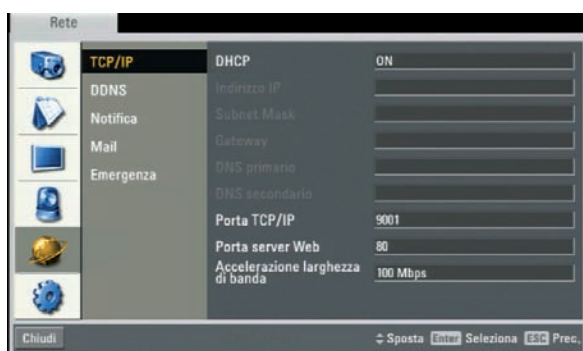 Rete
TCP/IP
DDNS
Notifica
Mail
Emergenza
DHCP ON
Indirizzo IP
Subnet Mask
Gateway
DNS primario
DNS secondario
Porta TCP/IP 9001
Porta server Web 80
Accelerazione larghezza
di banda 100 Mbps
Chiudi
Sposta Enter Seleziona ESC Prec,